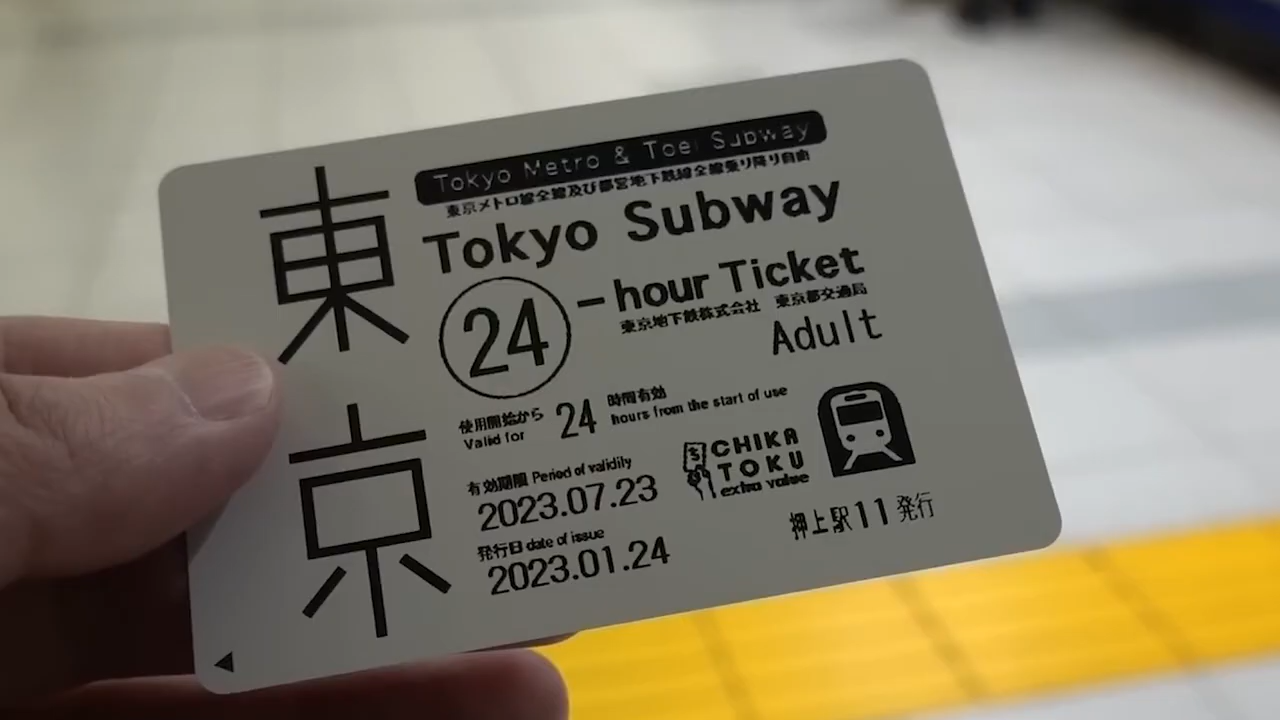 東京
Tokyo Metro & Toei Subway
東京メトロ線全線及び都営地下鉄線全線乗り降り自由
Tokyo Subway
24-hour Ticket
東京地下鉄株式会社 東京都交通局
Adult
使用開始から 24 時間有効
Valid for 24 hours from the start of use
有効期限 Period of validity
2023.07.23
発行日 date of issue
2023.01.24
CHIKA
TOKU
extra value
押上駅11発行